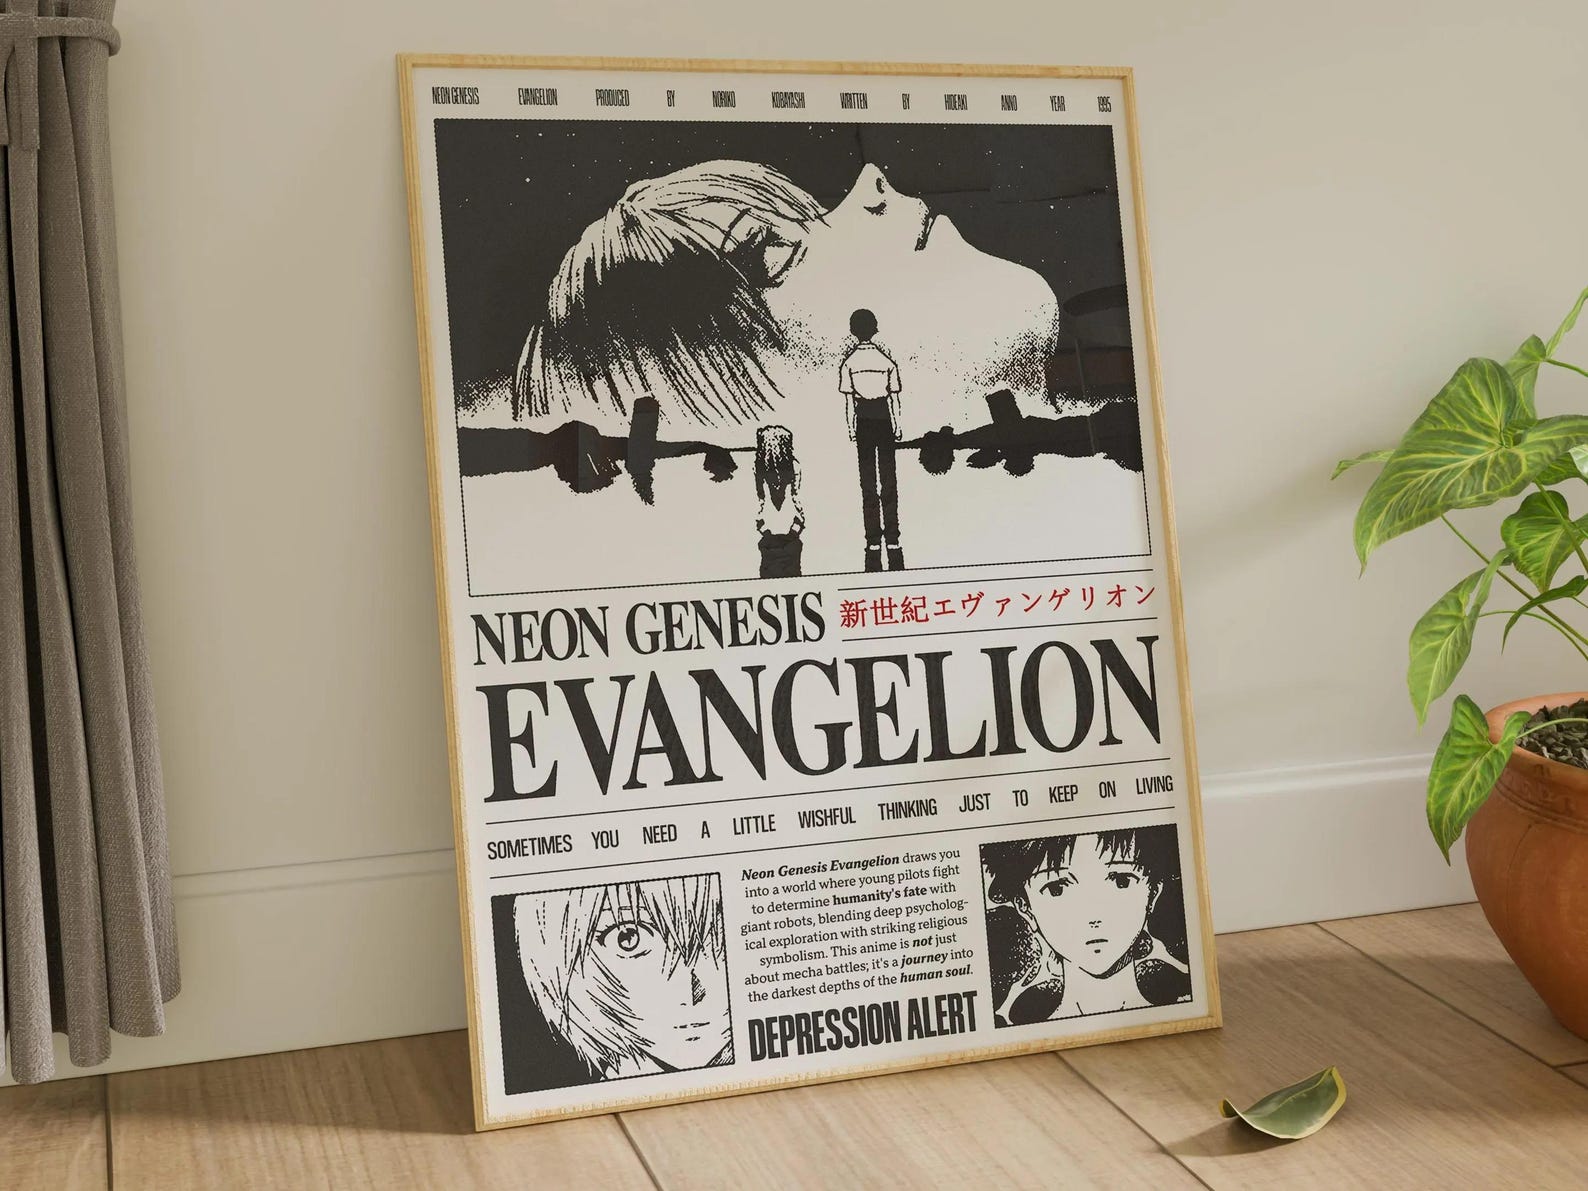 NEON GENESIS EVANGELION PRODUCED BY NORIKO KOBAYASHI WRITTEN BY HIDEAKI ANNO YEAR 1995
NEON GENESIS
新世紀エヴァンゲリオン
EVANGELION
SOMETIMES YOU NEED A LITTLE WISHFUL THINKING JUST TO KEEP ON LIVING
Neon Genesis Evangelion draws you
into a world where young pilots fight
to determine humanity's fate with
giant robots, blending deep psycholog-
ical exploration with striking religious
symbolism. This anime is not just
about mecha battles; it's a journey into
the darkest depths of the human soul.
DEPRESSION ALERT